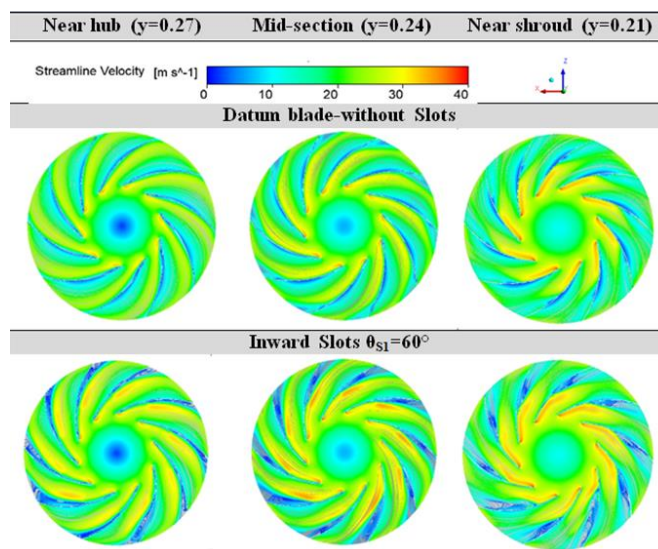 Near hub (y=0.27) Mid-section (y=0.24) Near shroud (y=0.21)
Streamline Velocity [m s^-1]
0 10 20 30 40
Z
X
Datum blade-without Slots
Inward Slots θS1=60°